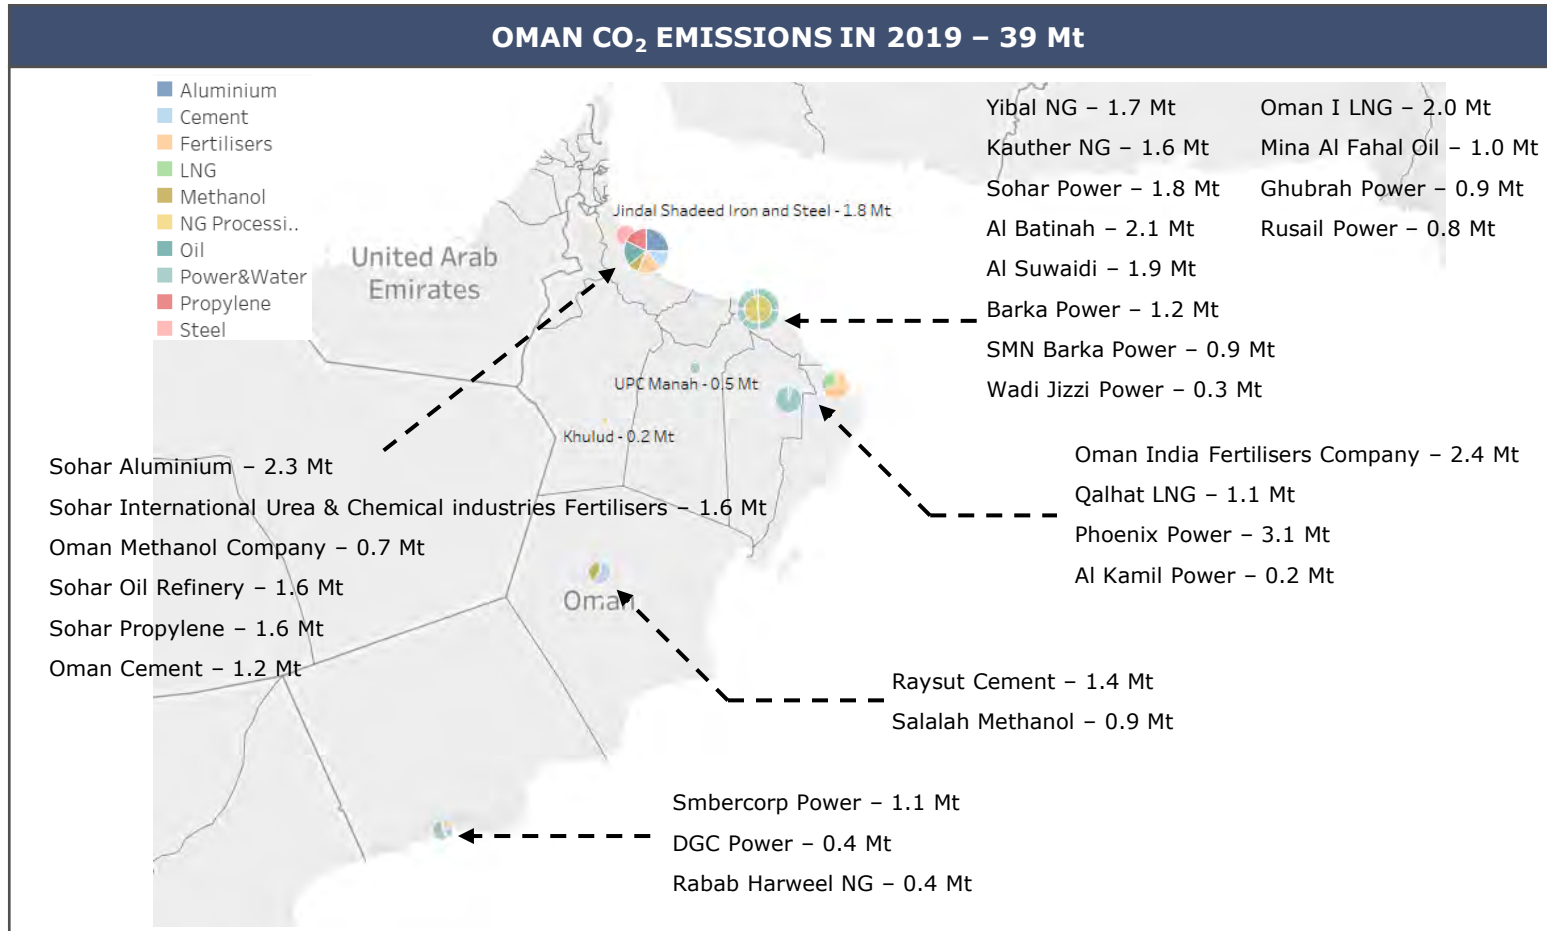 OMAN CO₂ EMISSIONS IN 2019 – 39 Mt
Aluminium
Cement
Fertilisers
LNG
Methanol
NG Processi..
Oil
Power&Water
Propylene
Steel
United Arab
Emirates
Jindal Shadeed Iron and Steel - 1.8 Mt
UPC Manah - 0.5 Mt
Khulud - 0.2 Mt
Oman
Yibal NG – 1.7 Mt
Kauther NG – 1.6 Mt
Sohar Power – 1.8 Mt
Al Batinah – 2.1 Mt
Al Suwaidi – 1.9 Mt
Barka Power – 1.2 Mt
SMN Barka Power – 0.9 Mt
Wadi Jizzi Power – 0.3 Mt
Oman I LNG – 2.0 Mt
Mina Al Fahal Oil – 1.0 Mt
Ghubrah Power – 0.9 Mt
Rusail Power – 0.8 Mt
Sohar Aluminium – 2.3 Mt
Sohar International Urea & Chemical industries Fertilisers – 1.6 Mt
Oman Methanol Company – 0.7 Mt
Sohar Oil Refinery – 1.6 Mt
Sohar Propylene – 1.6 Mt
Oman Cement – 1.2 Mt
Oman India Fertilisers Company – 2.4 Mt
Qalhat LNG – 1.1 Mt
Phoenix Power – 3.1 Mt
Al Kamil Power – 0.2 Mt
Raysut Cement – 1.4 Mt
Salalah Methanol – 0.9 Mt
Smbercorp Power – 1.1 Mt
DGC Power – 0.4 Mt
Rabab Harweel NG – 0.4 Mt